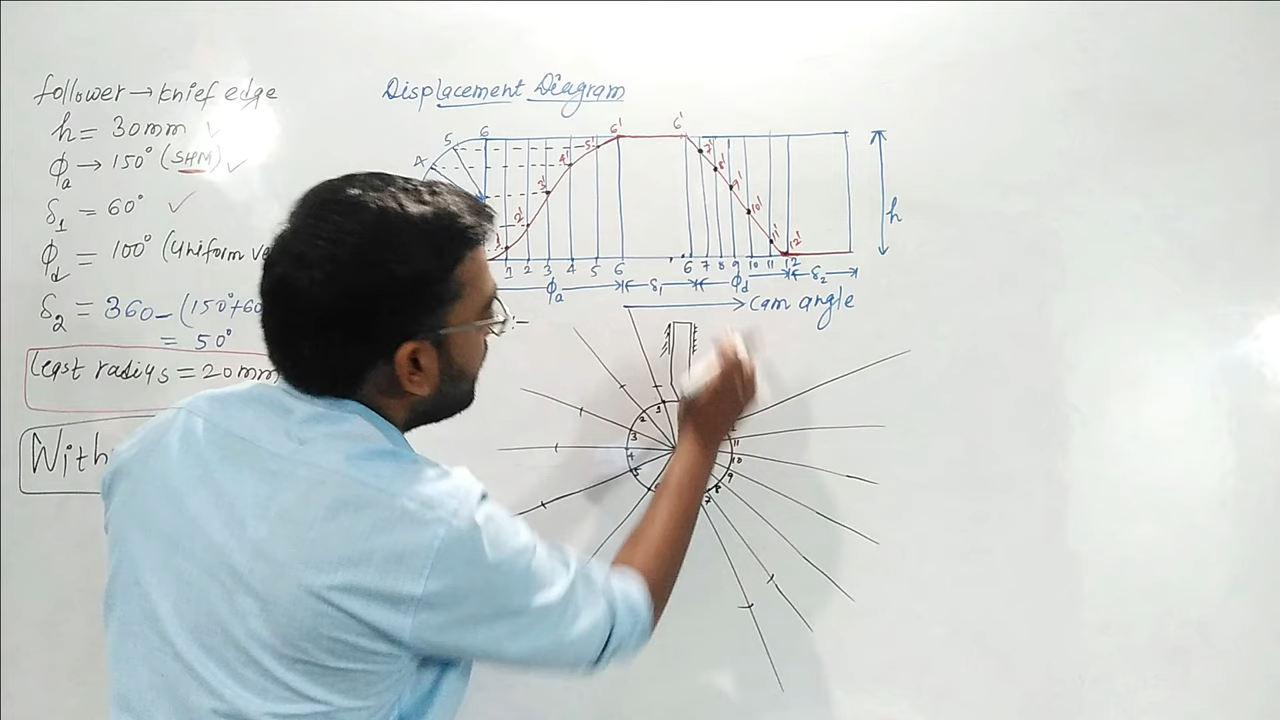 follower → knief edge
h = 30mm ✓
ϕa → 150° (SHM) ✓
δ1 = 60° ✓
ϕd = 100° (Uniform ve
δ2 = 360 - (150°+60
= 50°
Least radius = 20mm
With
Displacement Diagram
4 5 6 6' 6'
1' 2' 3' 4' 5' 7' 8' 9' 10' 11' 12'
h
1 2 3 4 5 6 6 7 8 9 10 11 12
ϕa δ1 ϕd δ2
cam angle
:-
1 2 3 4 5 7 8 9 10 11